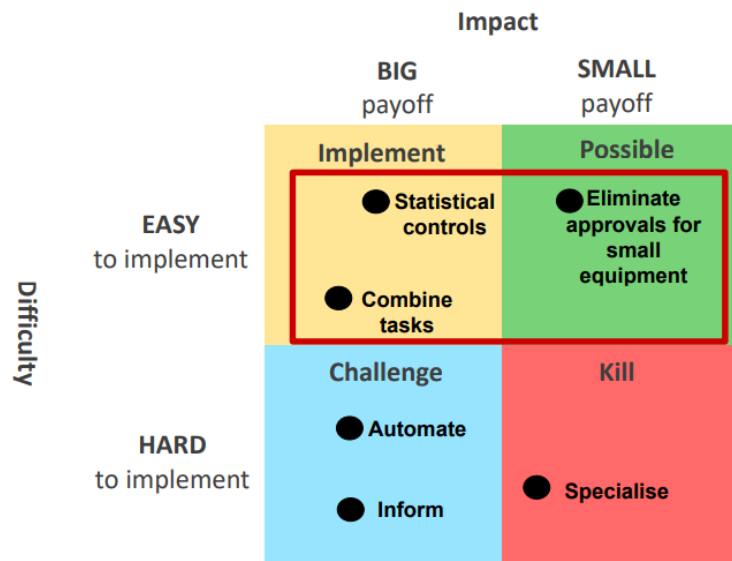 Impact
BIG
payoff
SMALL
payoff
Implement
Possible
EASY
to implement
Statistical
controls
Combine
tasks
Eliminate
approvals for
small
equipment
Difficulty
Challenge
Kill
HARD
to implement
Automate
Inform
Specialise